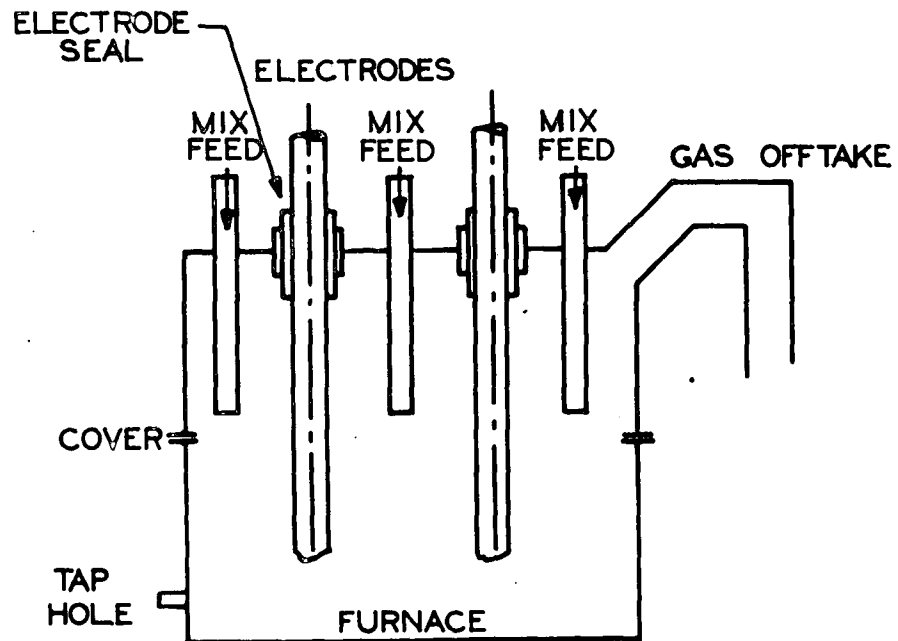 ELECTRODE
SEAL
ELECTRODES
MIX
FEED
MIX
FEED
MIX
FEED
GAS OFFTAKE
COVER
TAP
HOLE
FURNACE